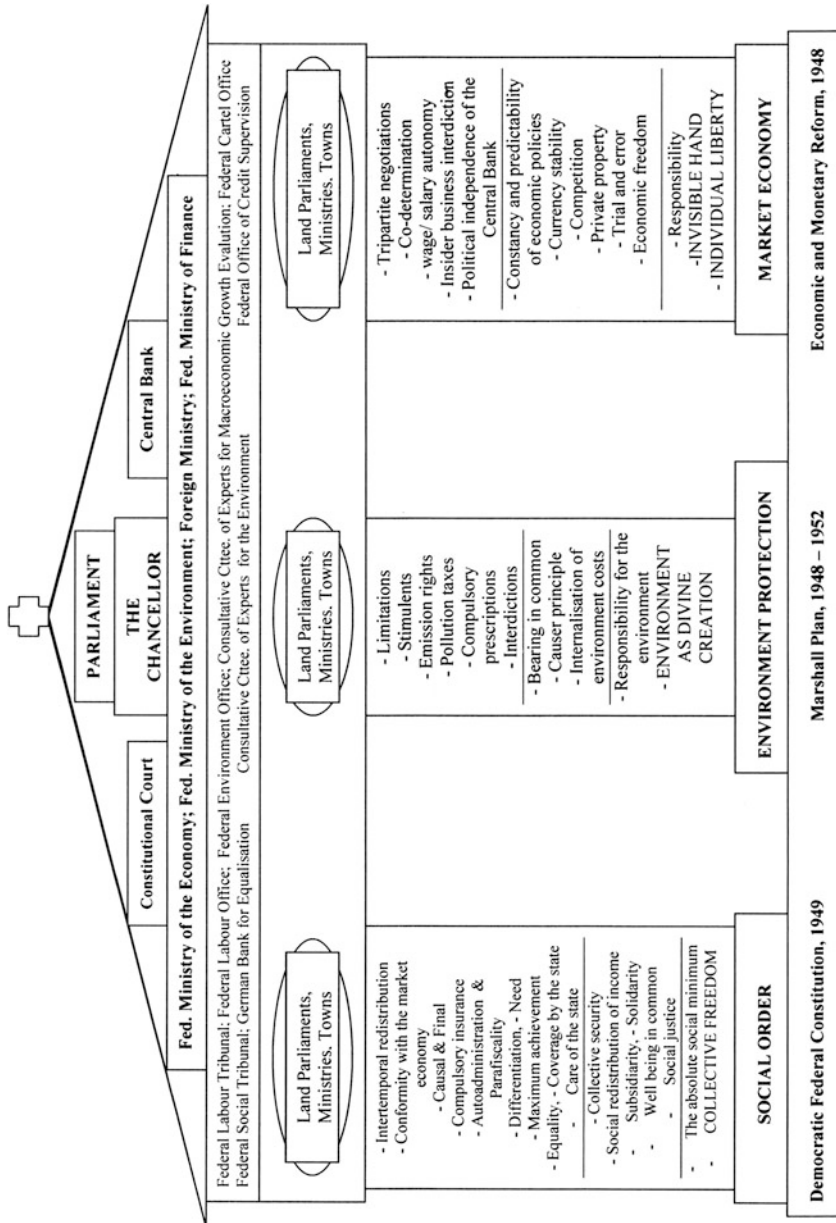 PARLIAMENT
THE
CHANCELLOR
Constitutional Court
Central Bank
Fed. Ministry of the Economy; Fed. Ministry of the Environment; Foreign Ministry; Fed. Ministry of Finance
Federal Labour Tribunal; Federal Labour Office; Federal Environment Office; Consultative Cttee. of Experts for Macroeconomic Growth Evalution; Federal Cartel Office
Federal Social Tribunal; German Bank for Equalisation Consultative Cttee. of Experts for the Environment Federal Office of Credit Supervision
Land Parliaments,
Ministries. Towns
Land Parliaments,
Ministries. Towns
Land Parliaments,
Ministries. Towns
- Intertemporal redistribution
- Conformity with the market
economy
- Causal & Final
- Compulsory insurance
- Autoadministration &
Parafiscality
- Differentiation, - Need
- Maximum achievement
- Equality, - Coverage by the state
- Care of the state
- Collective security
- Social redistribution of income
- Subsidiarity, - Solidarity
- Well being in common
- Social justice
- The absolute social minimum
- COLLECTIVE FREEDOM
SOCIAL ORDER
- Limitations
- Stimulents
- Emission rights
- Pollution taxes
- Compulsory
prescriptions
- Interdictions
- Bearing in common
- Causer principle
- Internalisation of
environment costs
- Responsibility for the
environment
- ENVIRONMENT
AS DIVINE
CREATION
ENVIRONMENT PROTECTION
- Tripartite negotiations
- Co-determination
- wage/ salary autonomy
- Insider business interdiction
- Political independence of the
Central Bank
- Constancy and predictability
of economic policies
- Currency stability
- Competition
- Private property
- Trial and error
- Economic freedom
- Responsibility
- INVISIBLE HAND
- INDIVIDUAL LIBERTY
MARKET ECONOMY
Democratic Federal Constitution, 1949
Marshall Plan, 1948 – 1952
Economic and Monetary Reform, 1948